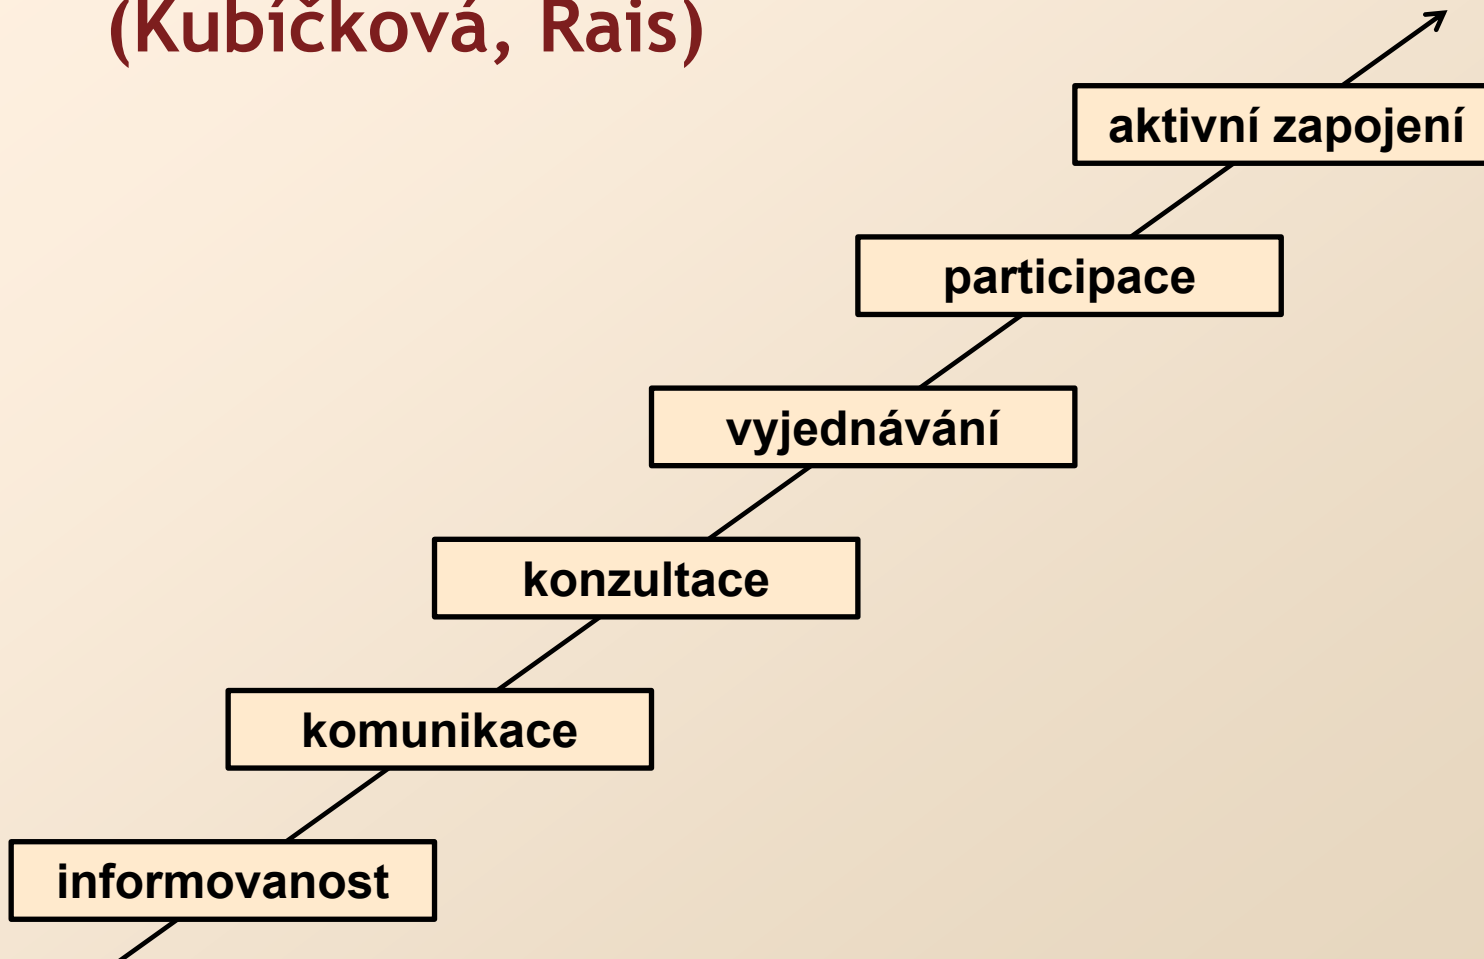 (Kubíčková, Rais)
aktivní zapojení
participace
vyjednávání
konzultace
komunikace
informovanost